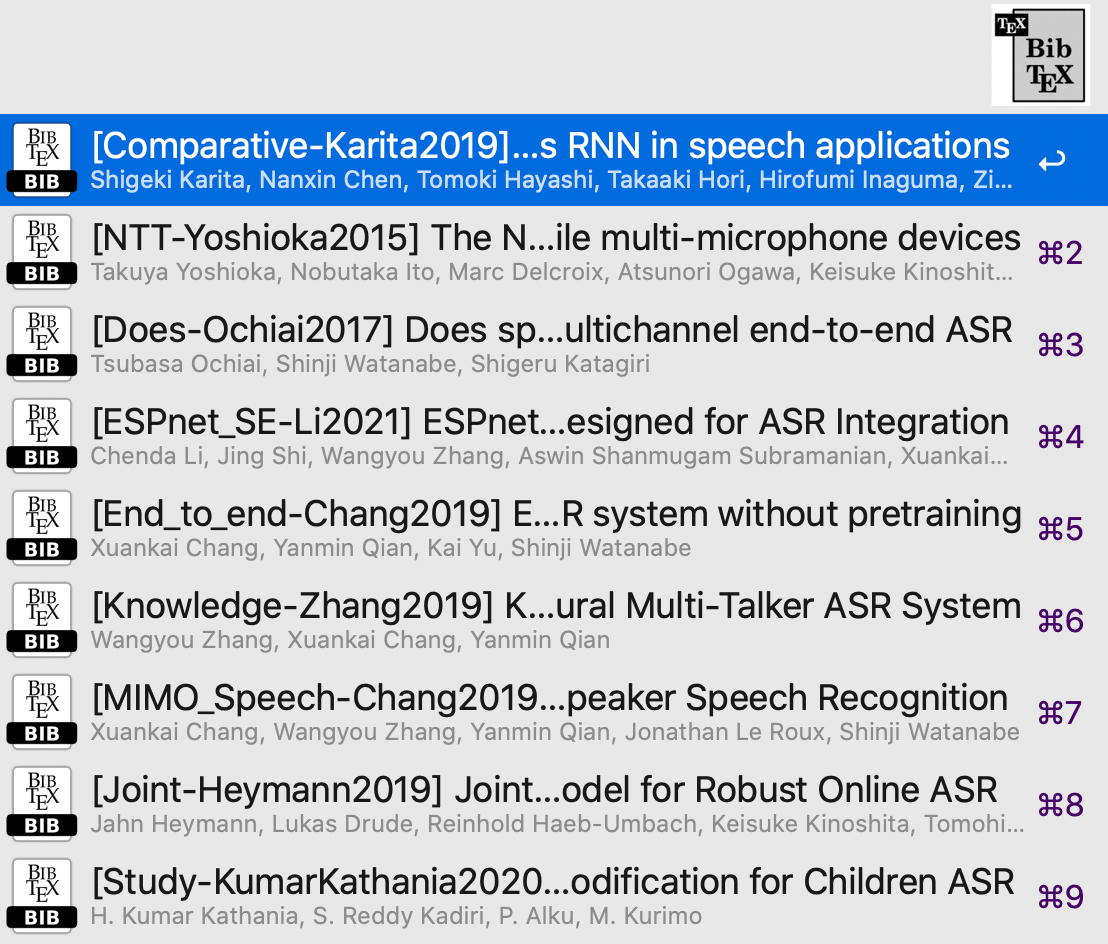 TEX
Bib
TEX
BIB
TEX
BIB
[Comparative-Karita2019]...s RNN in speech applications
Shigeki Karita, Nanxin Chen, Tomoki Hayashi, Takaaki Hori, Hirofumi Inaguma, Zi...
↩
BIB
TEX
BIB
[NTT-Yoshioka2015] The N...ile multi-microphone devices
Takuya Yoshioka, Nobutaka Ito, Marc Delcroix, Atsunori Ogawa, Keisuke Kinoshit...
⌘2
BIB
TEX
BIB
[Does-Ochiai2017] Does sp...ultichannel end-to-end ASR
Tsubasa Ochiai, Shinji Watanabe, Shigeru Katagiri
⌘3
BIB
TEX
BIB
[ESPnet_SE-Li2021] ESPnet...esigned for ASR Integration
Chenda Li, Jing Shi, Wangyou Zhang, Aswin Shanmugam Subramanian, Xuankai...
⌘4
BIB
TEX
BIB
[End_to_end-Chang2019] E...R system without pretraining
Xuankai Chang, Yanmin Qian, Kai Yu, Shinji Watanabe
⌘5
BIB
TEX
BIB
[Knowledge-Zhang2019] K...ural Multi-Talker ASR System
Wangyou Zhang, Xuankai Chang, Yanmin Qian
⌘6
BIB
TEX
BIB
[MIMO_Speech-Chang2019...peaker Speech Recognition
Xuankai Chang, Wangyou Zhang, Yanmin Qian, Jonathan Le Roux, Shinji Watanabe
⌘7
BIB
TEX
BIB
[Joint-Heymann2019] Joint...odel for Robust Online ASR
Jahn Heymann, Lukas Drude, Reinhold Haeb-Umbach, Keisuke Kinoshita, Tomohi...
⌘8
BIB
TEX
BIB
[Study-KumarKathania2020...odification for Children ASR
H. Kumar Kathania, S. Reddy Kadiri, P. Alku, M. Kurimo
⌘9